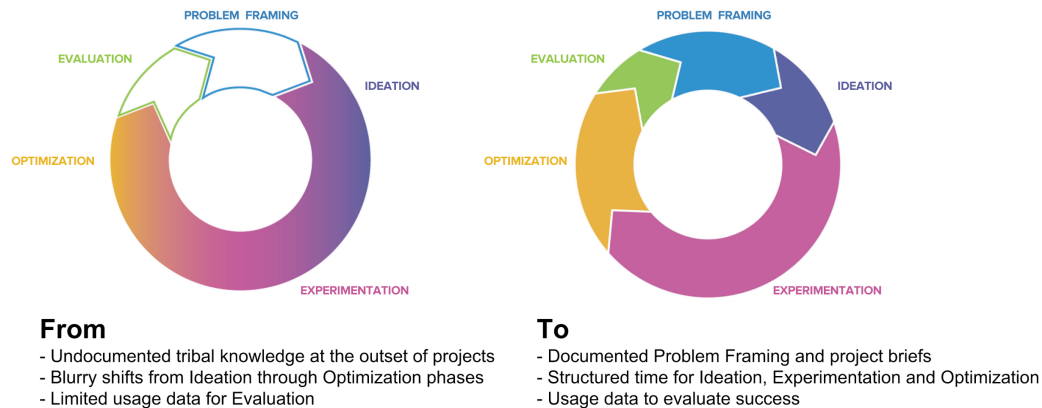 PROBLEM FRAMING
EVALUATION
IDEATION
OPTIMIZATION
EXPERIMENTATION
From
- Undocumented tribal knowledge at the outset of projects
- Blurry shifts from Ideation through Optimization phases
- Limited usage data for Evaluation
PROBLEM FRAMING
EVALUATION
IDEATION
OPTIMIZATION
EXPERIMENTATION
To
- Documented Problem Framing and project briefs
- Structured time for Ideation, Experimentation and Optimization
- Usage data to evaluate success